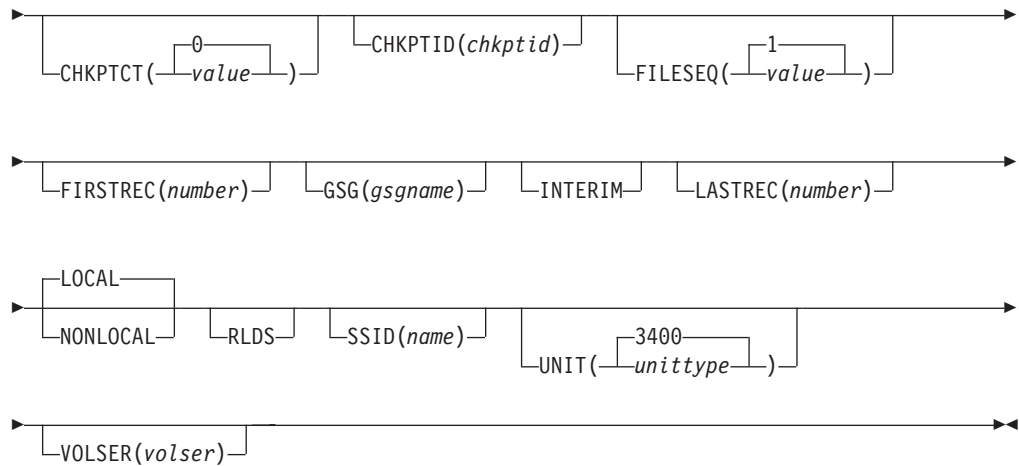 0
CHKPTCT( value )
CHKPTID(chkptid)
1
FILESEQ( value )
FIRSTREC(number)
GSG(gsgname)
INTERIM
LASTREC(number)
LOCAL
NONLOCAL
RLDS
SSID(name)
3400
UNIT( unittype )
VOLSER(volser)